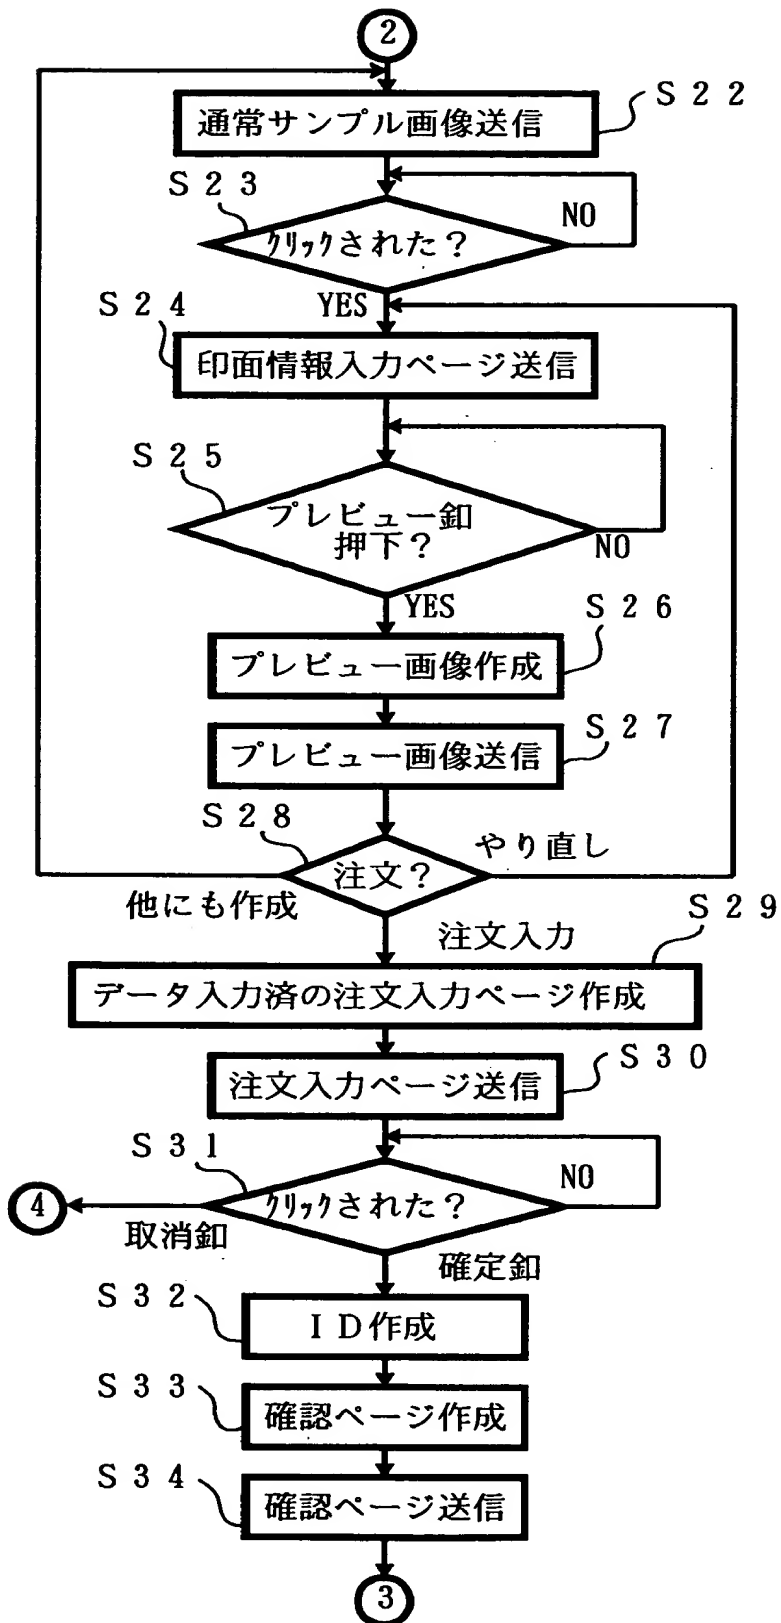 2
通常サンプル画像送信
S22
S23
クリックされた?
NO
YES
S24
印面情報入力ページ送信
S25
プレビュー釦
押下?
NO
YES
S26
プレビュー画像作成
S27
プレビュー画像送信
S28
注文?
やり直し
他にも作成
注文入力
S29
データ入力済の注文入力ページ作成
S30
注文入力ページ送信
S31
クリックされた?
NO
4
取消釦
確定釦
S32
ID作成
S33
確認ページ作成
S34
確認ページ送信
3